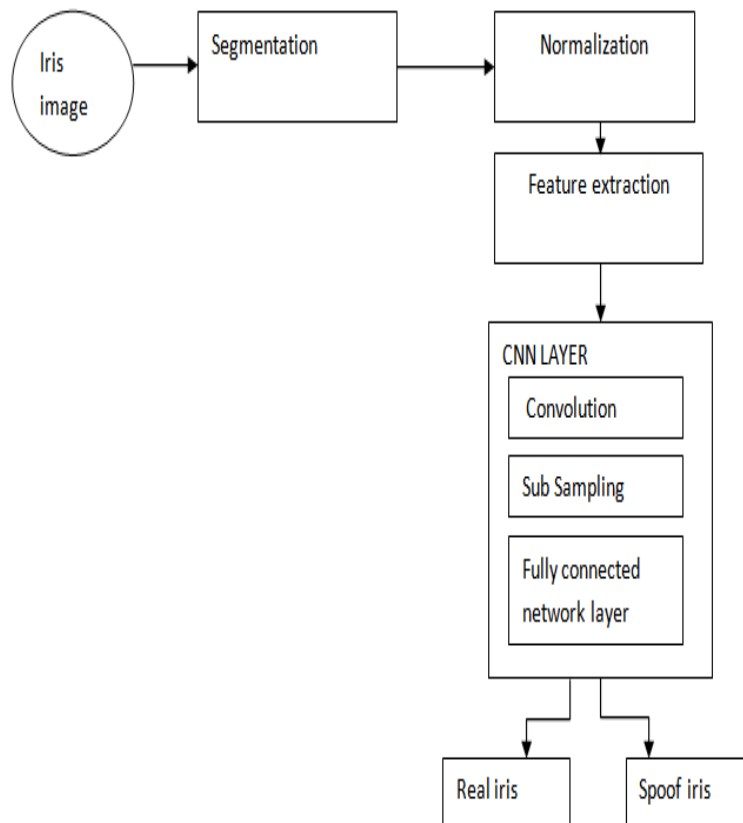 Iris
image
Segmentation
Normalization
Feature extraction
CNN LAYER
Convolution
Sub Sampling
Fully connected
network layer
Real iris
Spoof iris